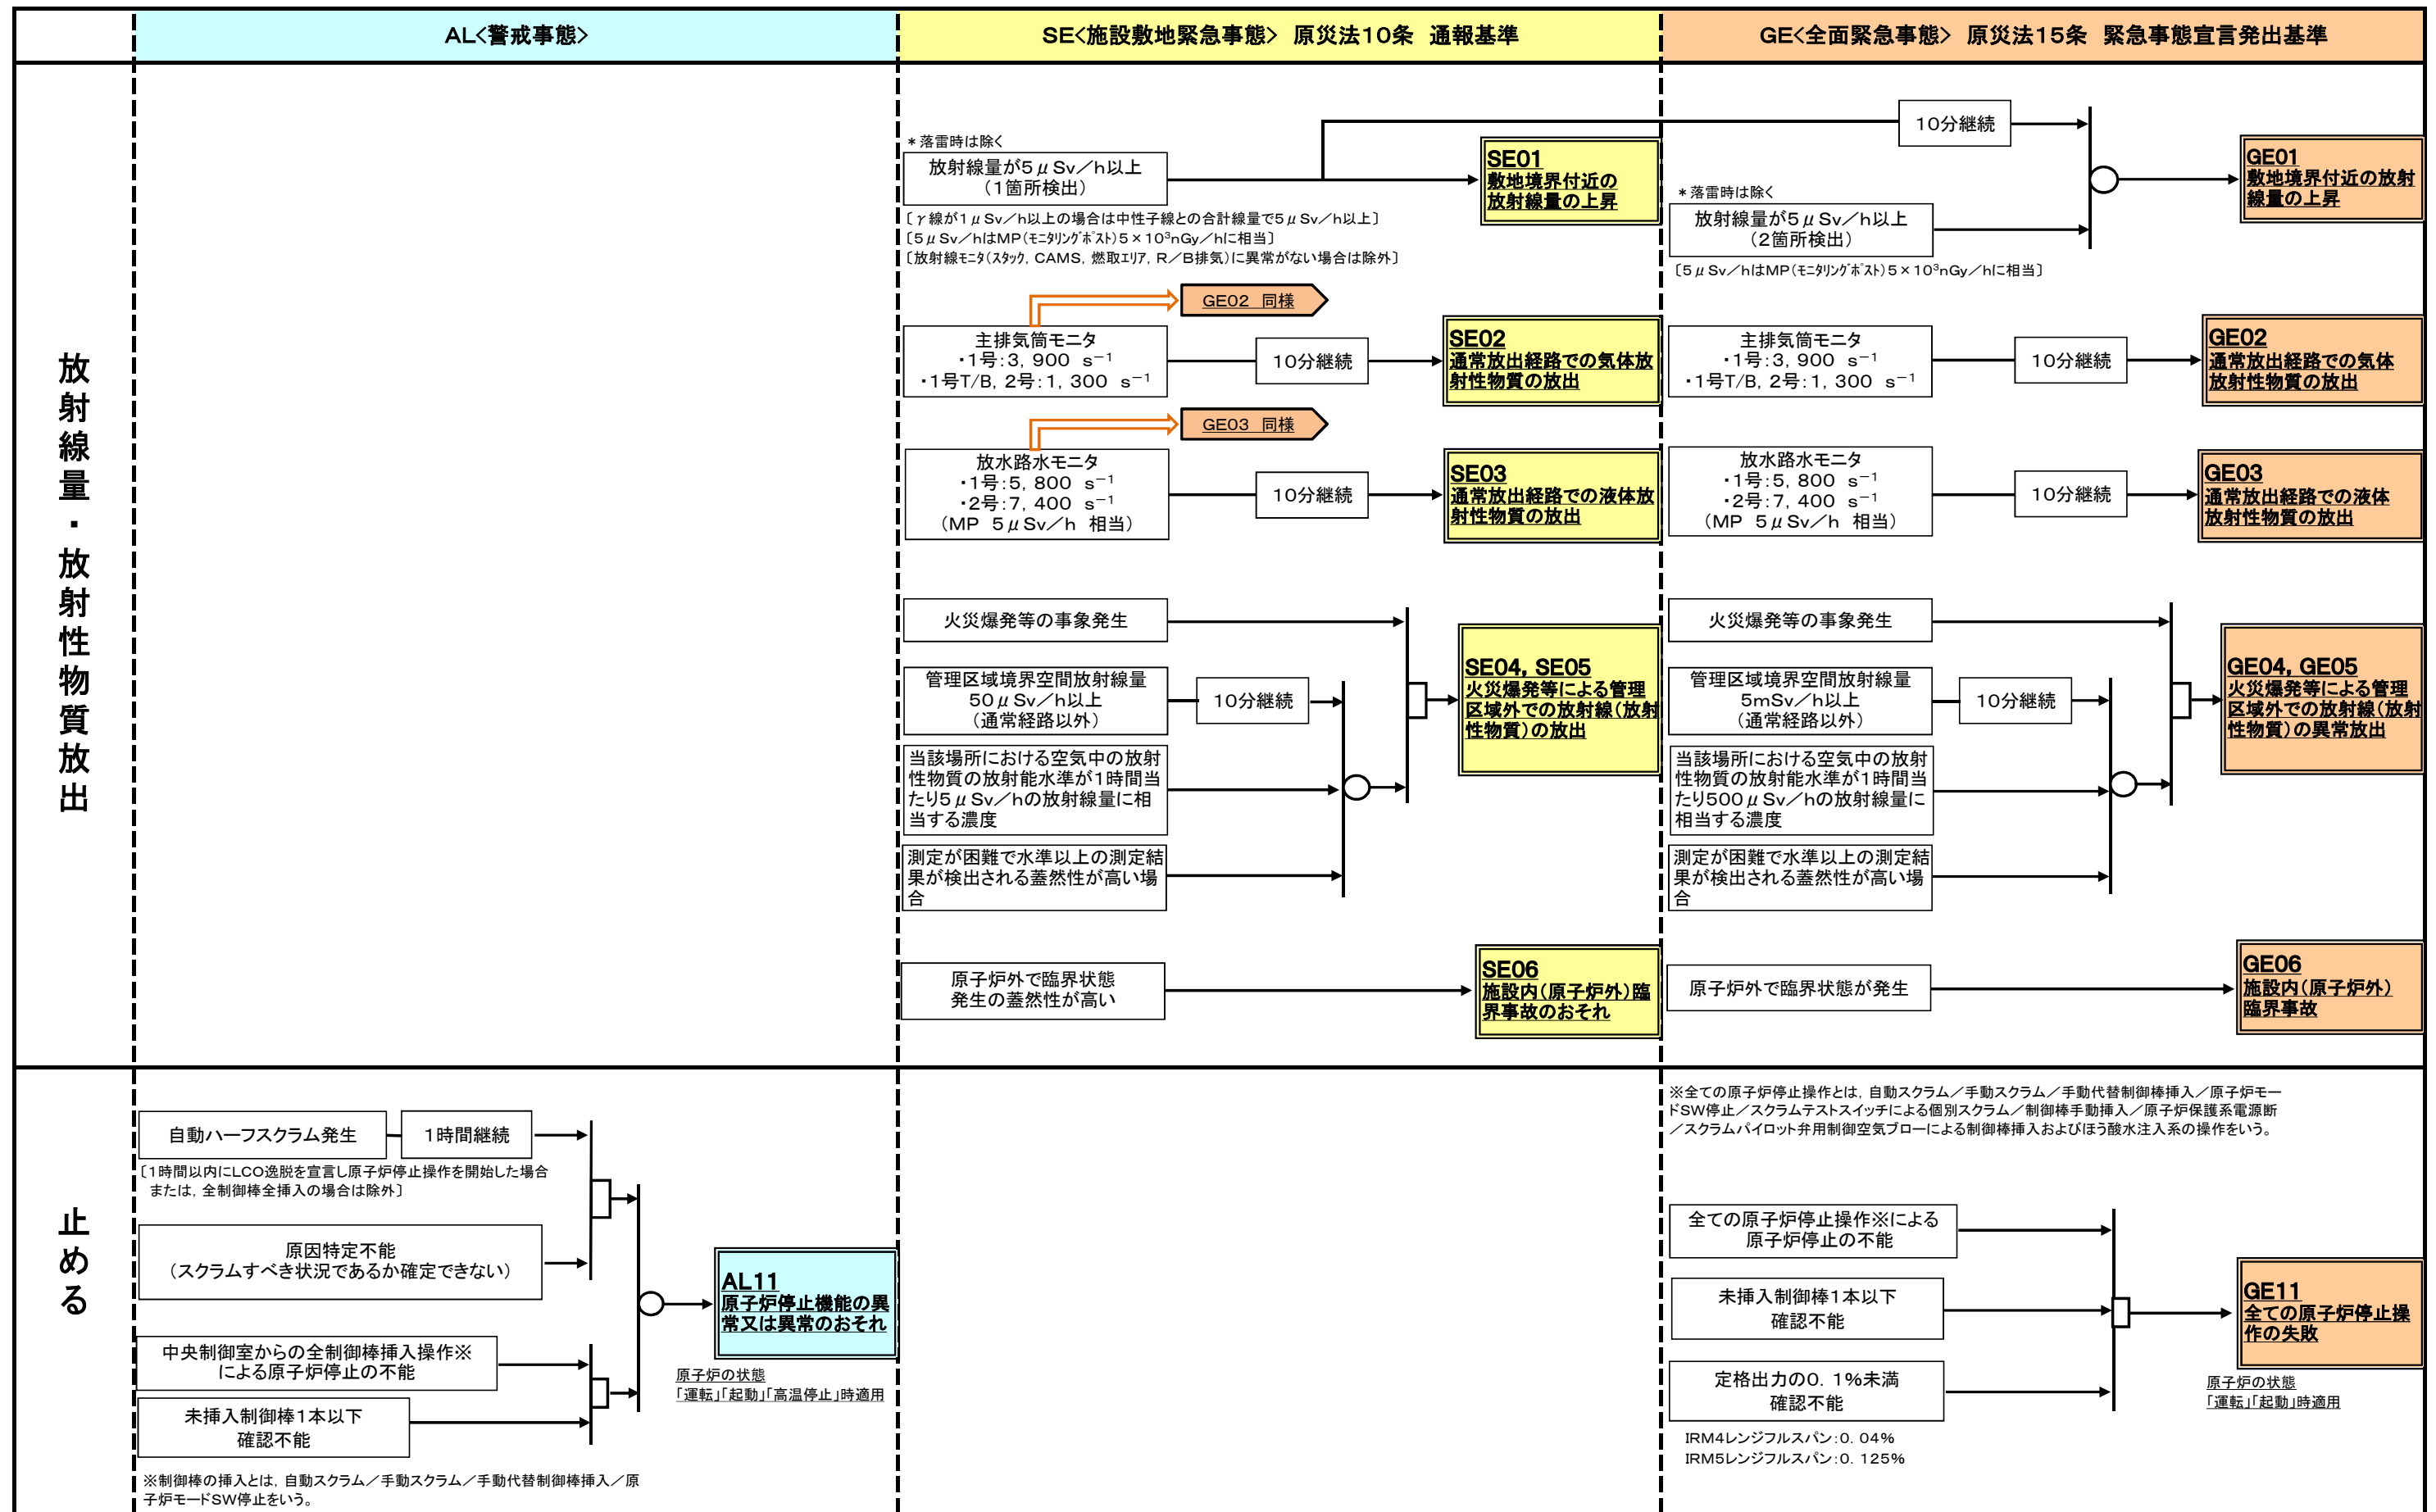 AL<警戒事態>
SE<施設敷地緊急事態> 原災法10条 通報基準
GE<全面緊急事態> 原災法15条 緊急事態宣言発出基準
放射線量・放射性物質放出
*落雷時は除く
放射線量が5μSv/h以上
(1箇所検出)
〔γ線が1μSv/h以上の場合は中性子線との合計線量で5μSv/h以上〕
〔5μSv/hはMP(モニタリングポスト)5×10³nGy/hに相当〕
〔放射線モニタ(スタック, CAMS, 燃取エリア, R/B排気)に異常がない場合は除外〕
SE01
敷地境界付近の
放射線量の上昇
10分継続
*落雷時は除く
放射線量が5μSv/h以上
(2箇所検出)
〔5μSv/hはMP(モニタリングポスト)5×10³nGy/hに相当〕
GE01
敷地境界付近の放射
線量の上昇
GE02 同様
主排気筒モニタ
・1号:3, 900 s⁻¹
・1号T/B, 2号:1, 300 s⁻¹
10分継続
SE02
通常放出経路での気体放
射性物質の放出
主排気筒モニタ
・1号:3, 900 s⁻¹
・1号T/B, 2号:1, 300 s⁻¹
10分継続
GE02
通常放出経路での気体
放射性物質の放出
GE03 同様
放水路水モニタ
・1号:5, 800 s⁻¹
・2号:7, 400 s⁻¹
(MP 5μSv/h 相当)
10分継続
SE03
通常放出経路での液体放
射性物質の放出
放水路水モニタ
・1号:5, 800 s⁻¹
・2号:7, 400 s⁻¹
(MP 5μSv/h 相当)
10分継続
GE03
通常放出経路での液体
放射性物質の放出
火災爆発等の事象発生
管理区域境界空間放射線量
50μSv/h以上
(通常経路以外)
10分継続
当該場所における空気中の放射
性物質の放射能水準が1時間当
たり5μSv/hの放射線量に相
当する濃度
測定が困難で水準以上の測定結
果が検出される蓋然性が高い場
合
SE04, SE05
火災爆発等による管理
区域外での放射線(放射
性物質)の放出
火災爆発等の事象発生
管理区域境界空間放射線量
5mSv/h以上
(通常経路以外)
10分継続
当該場所における空気中の放射
性物質の放射能水準が1時間当
たり500μSv/hの放射線量に
相当する濃度
測定が困難で水準以上の測定結
果が検出される蓋然性が高い場
合
GE04, GE05
火災爆発等による管理
区域外での放射線(放射
性物質)の異常放出
原子炉外で臨界状態
発生の蓋然性が高い
SE06
施設内(原子炉外)臨
界事故のおそれ
原子炉外で臨界状態が発生
GE06
施設内(原子炉外)
臨界事故
止める
自動ハーフスクラム発生
1時間継続
〔1時間以内にLCO逸脱を宣言し原子炉停止操作を開始した場合
または, 全制御棒全挿入の場合は除外〕
原因特定不能
(スクラムすべき状況であるか確定できない)
中央制御室からの全制御棒挿入操作※
による原子炉停止の不能
未挿入制御棒1本以下
確認不能
※制御棒の挿入とは, 自動スクラム/手動スクラム/手動代替制御棒挿入/原
子炉モードSW停止をいう。
AL11
原子炉停止機能の異
常又は異常のおそれ
原子炉の状態
「運転」「起動」「高温停止」時適用
※全ての原子炉停止操作とは, 自動スクラム/手動スクラム/手動代替制御棒挿入/原子炉モー
ドSW停止/スクラムテストスイッチによる個別スクラム/制御棒手動挿入/原子炉保護系電源断
/スクラムパイロット弁用制御空気ブローによる制御棒挿入およびほう酸水注入系の操作をいう。
全ての原子炉停止操作※による
原子炉停止の不能
未挿入制御棒1本以下
確認不能
定格出力の0. 1%未満
確認不能
IRM4レンジフルスパン:0. 04%
IRM5レンジフルスパン:0. 125%
GE11
全ての原子炉停止操
作の失敗
原子炉の状態
「運転」「起動」時適用